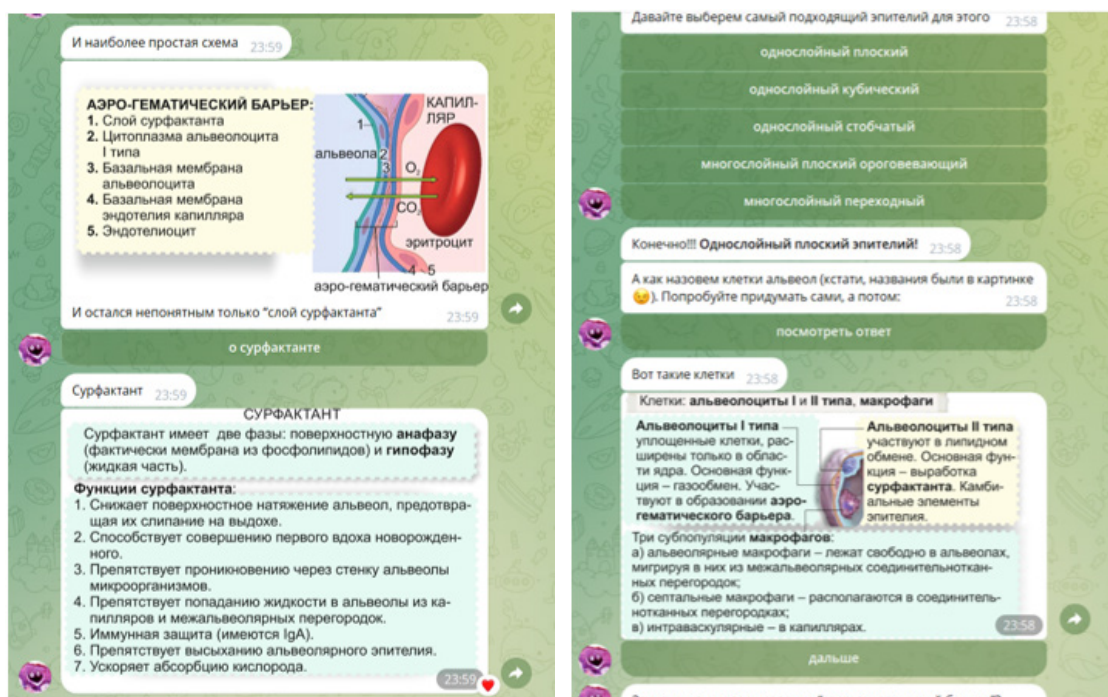 И наиболее простая схема 23:59
АЭРО-ГЕМАТИЧЕСКИЙ БАРЬЕР:
1. Слой сурфактанта
2. Цитоплазма альвеолоцита
I типа
3. Базальная мембрана
альвеолоцита
4. Базальная мембрана
эндотелия капилляра
5. Эндотелиоцит
КАПИЛ-
ЛЯР
1
альвеола 2
3
O₂
CO₂
эритроцит
4 5
аэро-гематический барьер
И остался непонятным только "слой сурфактанта" 23:59
о сурфактанте
Сурфактант 23:59
СУРФАКТАНТ
Сурфактант имеет две фазы: поверхностную анафазу
(фактически мембрана из фосфолипидов) и гипофазу
(жидкая часть).
Функции сурфактанта:
1. Снижает поверхностное натяжение альвеол, предотвра-
щая их слипание на выдохе.
2. Способствует совершению первого вдоха новорожден-
ного.
3. Препятствует проникновению через стенку альвеолы
микроорганизмов.
4. Препятствует попаданию жидкости в альвеолы из ка-
пилляров и межальвеолярных перегородок.
5. Иммунная защита (имеются IgA).
6. Препятствует высыханию альвеолярного эпителия.
7. Ускоряет абсорбцию кислорода.
23:59
Давайте выберем самый подходящий эпителий для этого 23:58
однослойный плоский
однослойный кубический
однослойный стобчатый
многослойный плоский ороговевающий
многослойный переходный
Конечно!!! Однослойный плоский эпителий! 23:58
А как назовем клетки альвеол (кстати, названия были в картинке
😉). Попробуйте придумать сами, а потом: 23:58
посмотреть ответ
Вот такие клетки 23:58
Клетки: альвеолоциты I и II типа, макрофаги
Альвеолоциты I типа
уплощенные клетки, рас-
ширены только в облас-
ти ядра. Основная функ-
ция – газообмен. Учас-
твуют в образовании аэро-
гематического барьера.
Альвеолоциты II типа
участвуют в липидном
обмене. Основная фун-
кция – выработка
сурфактанта. Камби-
альные элементы
эпителия.
Три субпопуляции макрофагов:
а) альвеолярные макрофаги – лежат свободно в альвеолах,
мигрируя в них из межальвеолярных соединительноткан-
ных перегородок;
б) септальные макрофаги – располагаются в соединитель-
нотканных перегородках;
в) интраваскулярные – в капиллярах.
23:58
дальше